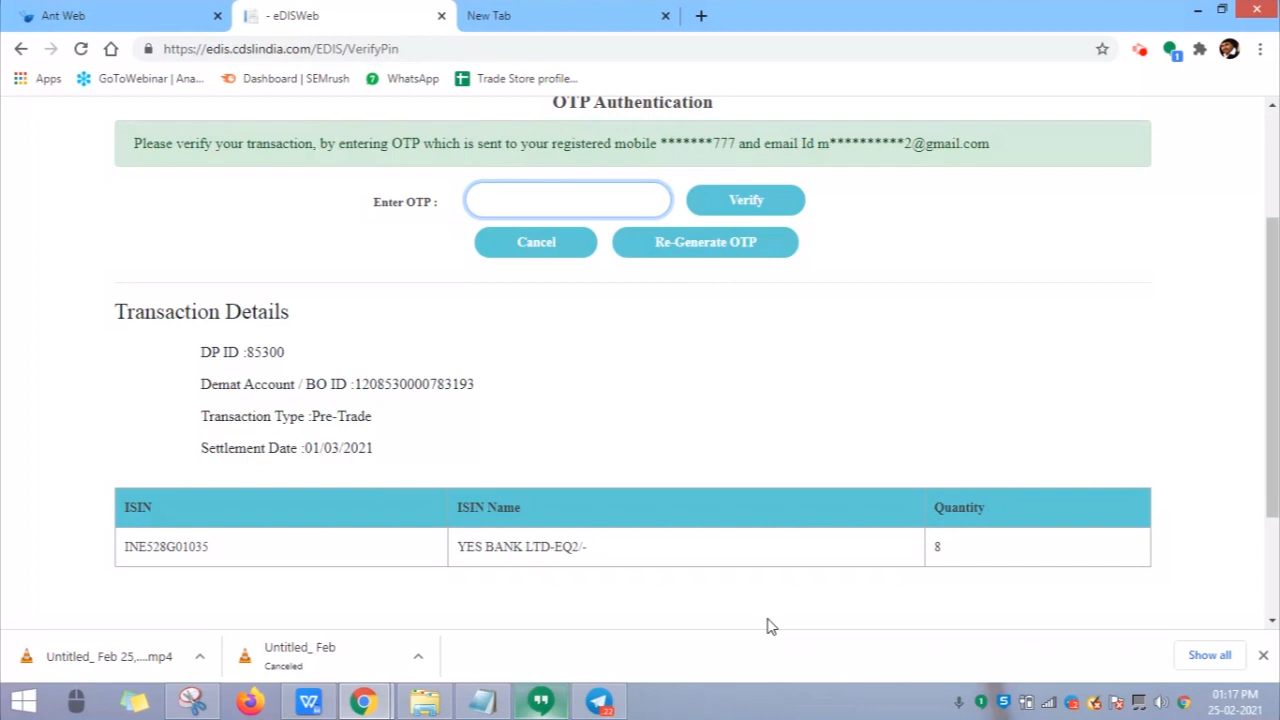 Ant Web
- eDISWeb
New Tab
https://edis.cdslindia.com/EDIS/VerifyPin
1
Apps
GoToWebinar | Ana...
Dashboard | SEMrush
WhatsApp
Trade Store profile...
OTP Authentication
Please verify your transaction, by entering OTP which is sent to your registered mobile *******777 and email Id m**********2@gmail.com
Enter OTP :
Verify
Cancel
Re-Generate OTP
Transaction Details
DP ID :85300
Demat Account / BO ID :1208530000783193
Transaction Type :Pre-Trade
Settlement Date :01/03/2021
ISIN ISIN Name Quantity
INE528G01035 YES BANK LTD-EQ2/- 8
Untitled_ Feb 25,....mp4
Untitled_ Feb
Canceled
Show all
22
01:17 PM
25-02-2021